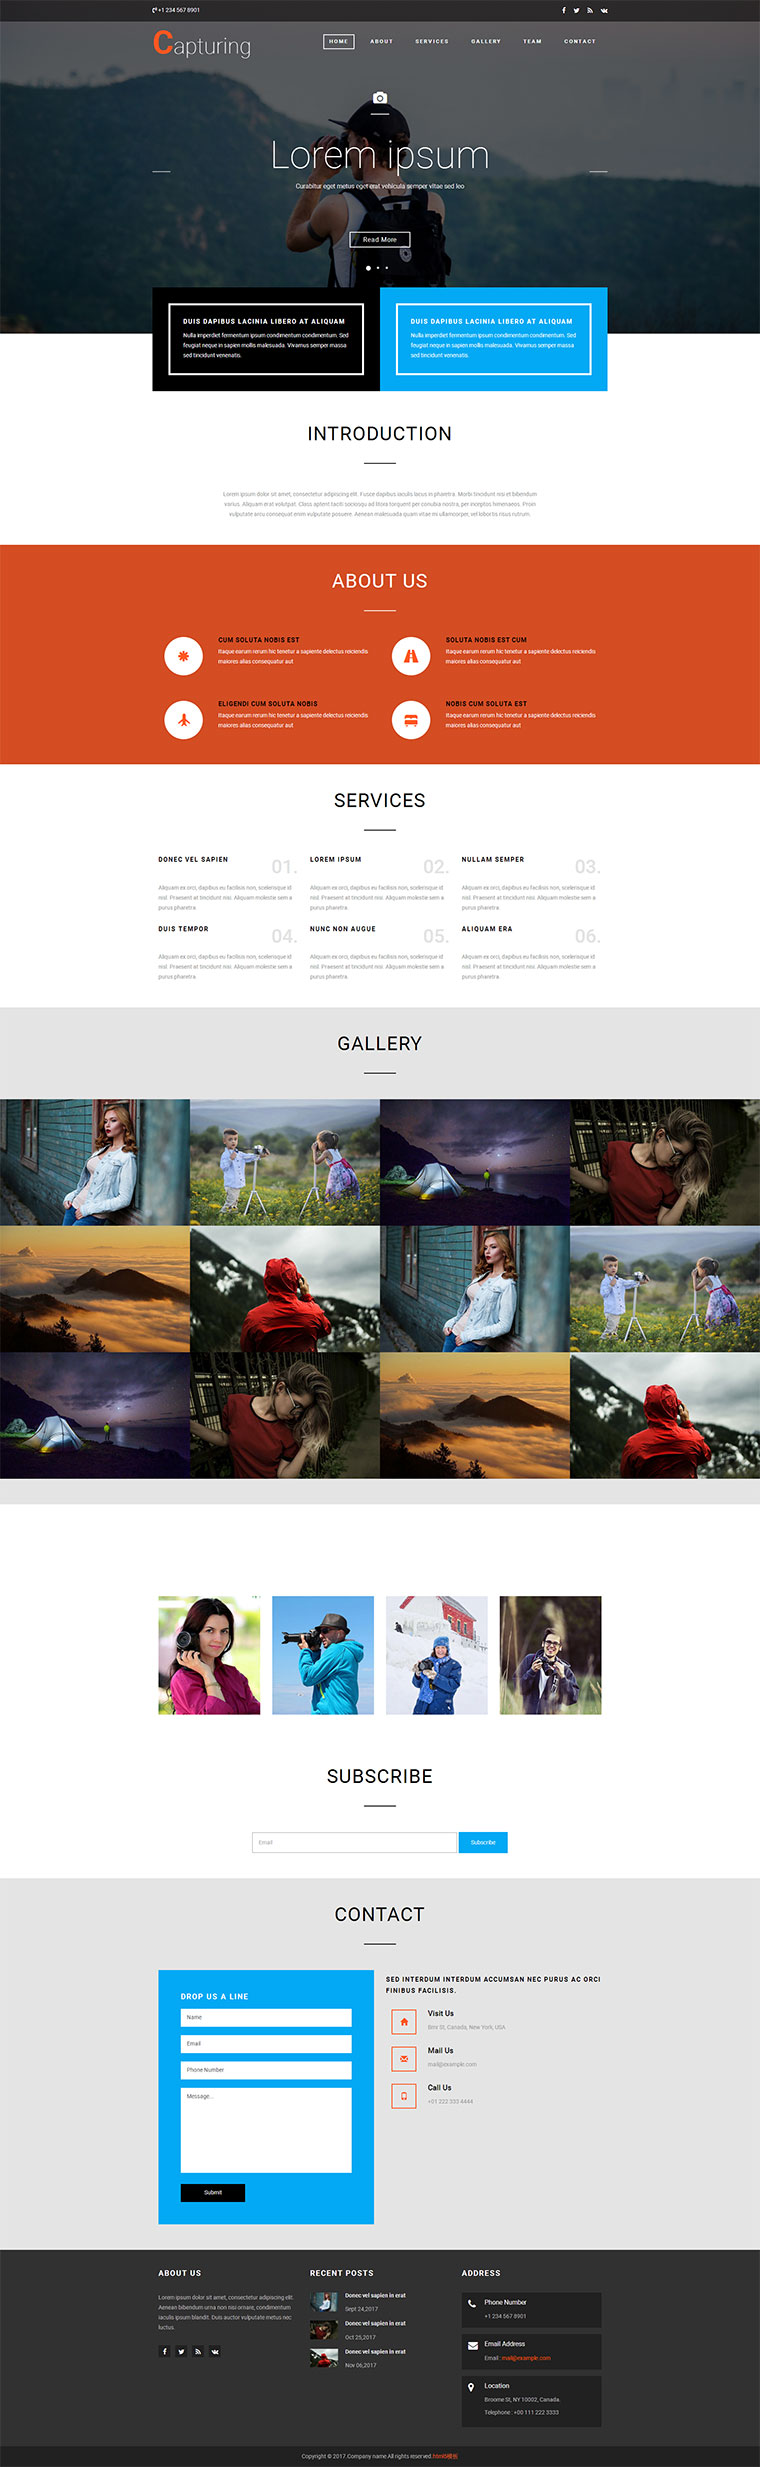 +1 234 567 8901
Capturing
HOME ABOUT SERVICES GALLERY TEAM CONTACT
Lorem ipsum
Curabitur eget metus eget erat vehicula semper vitae sed leo
Read More
DUIS DAPIBUS LACINIA LIBERO AT ALIQUAM
Nulla imperdiet fermentum ipsum condimentum condimentum. Sed
feugiat neque in sapien mollis malesuada. Vivamus semper massa
sed tincidunt venenatis.
DUIS DAPIBUS LACINIA LIBERO AT ALIQUAM
Nulla imperdiet fermentum ipsum condimentum condimentum. Sed
feugiat neque in sapien mollis malesuada. Vivamus semper massa
sed tincidunt venenatis.
INTRODUCTION
Lorem ipsum dolor sit amet, consectetur adipiscing elit. Fusce dapibus iaculis lacus in pharetra. Morbi tincidunt nisi et bibendum
varius. Aliquam erat volutpat. Class aptent taciti sociosqu ad litora torquent per conubia nostra, per inceptos himenaeos. Proin
vulputate arcu consequat enim vulputate posuere. Aenean malesuada quam vitae mi ullamcorper, vel lobortis risus rutrum.
ABOUT US
CUM SOLUTA NOBIS EST
Itaque earum rerum hic tenetur a sapiente delectus reiciendis
maiores alias consequatur aut
SOLUTA NOBIS EST CUM
Itaque earum rerum hic tenetur a sapiente delectus reiciendis
maiores alias consequatur aut
ELIGENDI CUM SOLUTA NOBIS
Itaque earum rerum hic tenetur a sapiente delectus reiciendis
maiores alias consequatur aut
NOBIS CUM SOLUTA EST
Itaque earum rerum hic tenetur a sapiente delectus reiciendis
maiores alias consequatur aut
SERVICES
DONEC VEL SAPIEN
01.
Aliquam ex orci, dapibus eu facilisis non, scelerisque id
nisl. Praesent at tincidunt nisi. Aliquam molestie sem a
purus pharetra
LOREM IPSUM
02.
Aliquam ex orci, dapibus eu facilisis non, scelerisque id
nisl. Praesent at tincidunt nisi. Aliquam molestie sem a
purus pharetra
NULLAM SEMPER
03.
Aliquam ex orci, dapibus eu facilisis non, scelerisque id
nisl. Praesent at tincidunt nisi. Aliquam molestie sem a
purus pharetra
DUIS TEMPOR
04.
Aliquam ex orci, dapibus eu facilisis non, scelerisque id
nisl. Praesent at tincidunt nisi. Aliquam molestie sem a
purus pharetra
NUNC NON AUGUE
05.
Aliquam ex orci, dapibus eu facilisis non, scelerisque id
nisl. Praesent at tincidunt nisi. Aliquam molestie sem a
purus pharetra
ALIQUAM ERA
06.
Aliquam ex orci, dapibus eu facilisis non, scelerisque id
nisl. Praesent at tincidunt nisi. Aliquam molestie sem a
purus pharetra
GALLERY
SUBSCRIBE
Email
Subscribe
CONTACT
DROP US A LINE
Name
Email
Phone Number
Message...
Submit
SED INTERDUM INTERDUM ACCUMSAN NEC PURUS AC ORCI
FINIBUS FACILISIS.
Visit Us
Brre St, Canada, New York, USA
Mail Us
mail@example.com
Call Us
+01 222 333 4444
ABOUT US
Lorem ipsum dolor sit amet, consectetur adipiscing elit.
Aenean bibendum urna non nisi ornare, condimentum
iaculis ipsum blandit. Duis auctor vulputate metus nec
luctus.
RECENT POSTS
Donec vel sapien in erat
Sept 24,2017
Donec vel sapien in erat
Oct 25,2017
Donec vel sapien in erat
Nov 06,2017
ADDRESS
Phone Number
+1 234 567 8901
Email Address
Email : mail@example.com
Location
Broome St, NY 10002, Canada.
Telephone : +00 111 222 3333
Copyright © 2017.Company name All rights reserved.html5模板